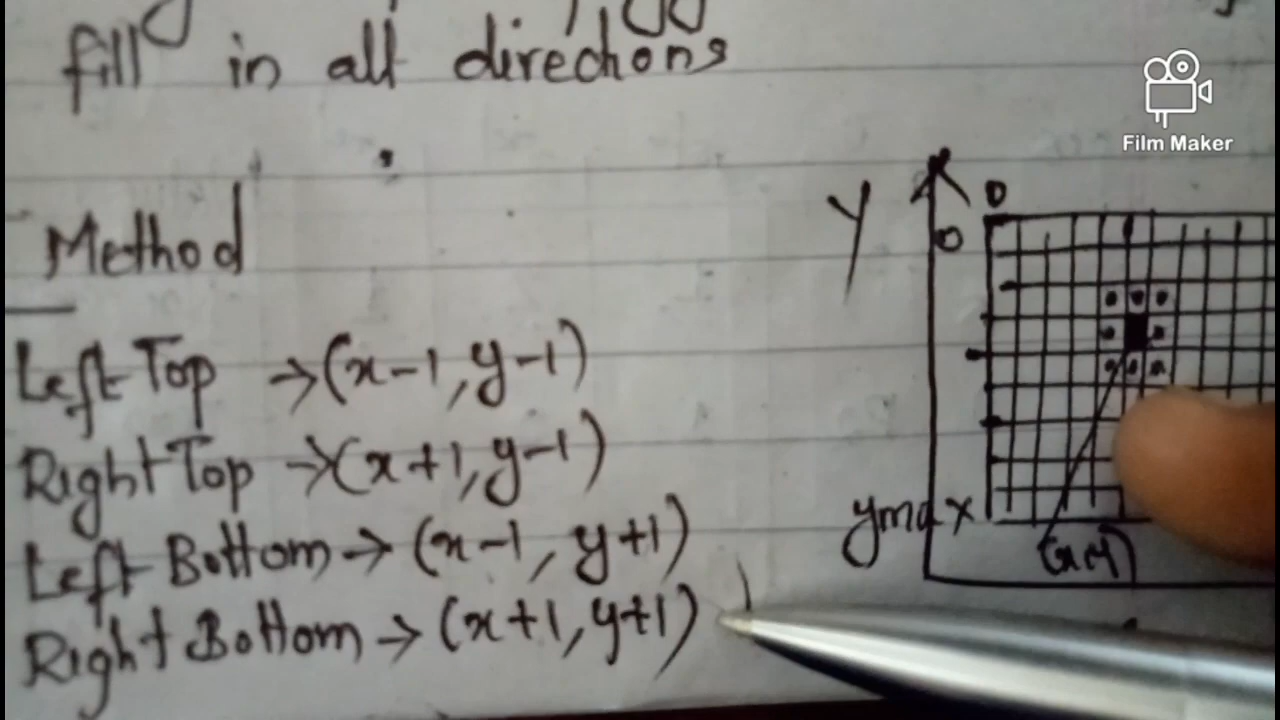 fill in all directions
Film Maker
Method
Left Top → (x-1, y-1)
Right Top → (x+1, y-1)
Left Bottom → (x-1, y+1)
Right Bottom → (x+1, y+1)
Y
0
0
ymax
(x,y)